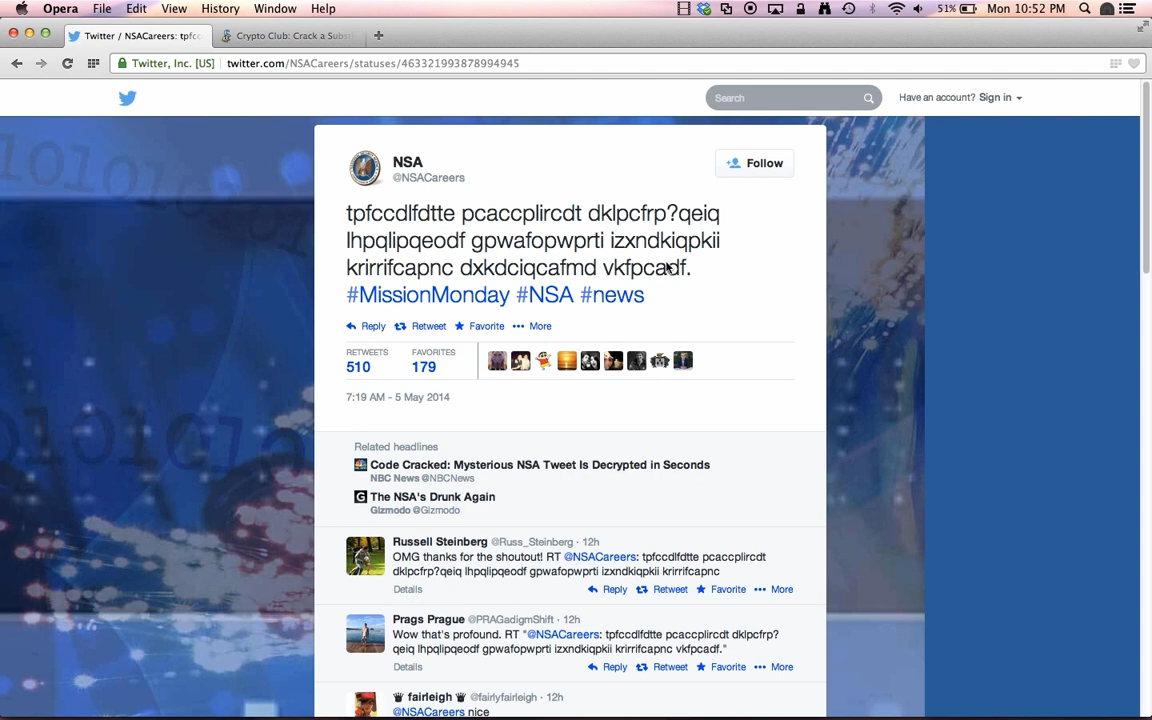 Opera File Edit View History Window Help 51% Mon 10:52 PM
Twitter / NSACareers: tpfcc Crypto Club: Crack a Subst
Twitter, Inc. [US] twitter.com/NSACareers/statuses/463321993878994945
Search Have an account? Sign in
NSA
@NSACareers
Follow
tpfccdlfdtte pcaccplircdt dklpcfrp?qeiq
lhpqlipqeodf gpwafopwprti izxndkiqpkii
krirrifcapnc dxkdciqcafmd vkfpcadf.
#MissionMonday #NSA #news
Reply Retweet Favorite More
RETWEETS FAVORITES
510 179
7:19 AM - 5 May 2014
Related headlines
Code Cracked: Mysterious NSA Tweet Is Decrypted in Seconds
NBC News @NBCNews
G The NSA's Drunk Again
Gizmodo @Gizmodo
Russell Steinberg @Russ_Steinberg · 12h
OMG thanks for the shoutout! RT @NSACareers: tpfccdlfdtte pcaccplircdt
dklpcfrp?qeiq lhpqlipqeodf gpwafopwprti izxndkiqpkii krirrifcapnc
Details Reply Retweet Favorite More
Prags Prague @PRAGadigmShift · 12h
Wow that's profound. RT "@NSACareers: tpfccdlfdtte pcaccplircdt dklpcfrp?
qeiq lhpqlipqeodf gpwafopwprti izxndkiqpkii krirrifcapnc vkfpcadf."
Details Reply Retweet Favorite More
fairleigh @fairlyfairleigh · 12h
@NSACareers nice